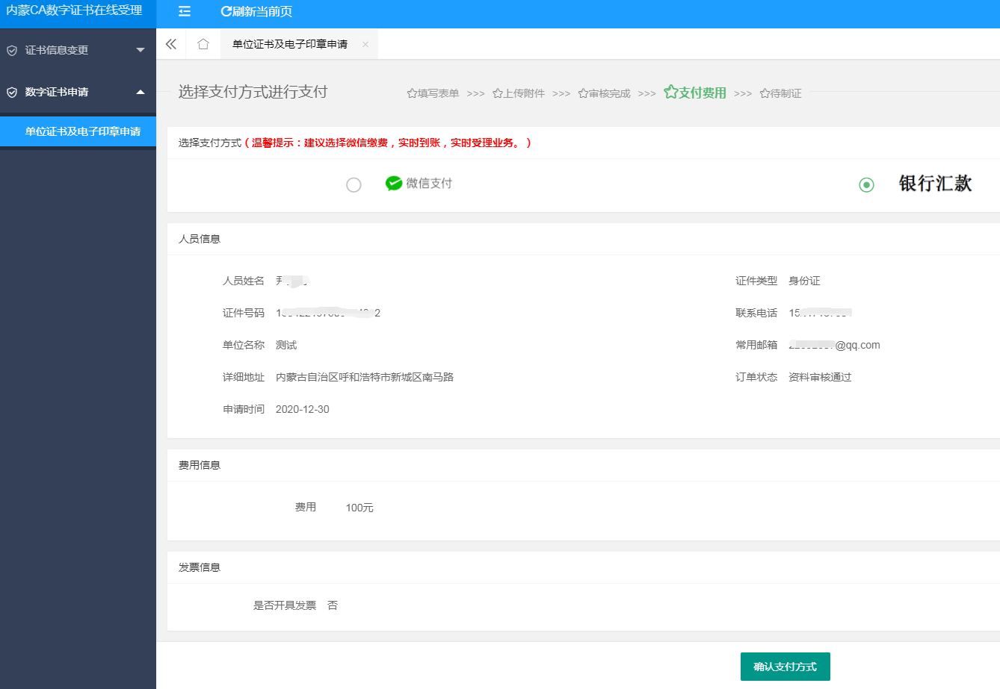 内蒙CA数字证书在线受理
刷新当前页
证书信息变更
数字证书申请
单位证书及电子印章申请
单位证书及电子印章申请
选择支付方式进行支付
填写表单 >>> 上传附件 >>> 审核完成 >>> 支付费用 >>> 待制证
选择支付方式(温馨提示:建议选择微信缴费,实时到账,实时受理业务。)
微信支付
银行汇款
人员信息
人员姓名
证件类型 身份证
证件号码
联系电话
单位名称 测试
常用邮箱 @qq.com
详细地址 内蒙古自治区呼和浩特市新城区南马路
订单状态 资料审核通过
申请时间 2020-12-30
费用信息
费用 100元
发票信息
是否开具发票 否
确认支付方式